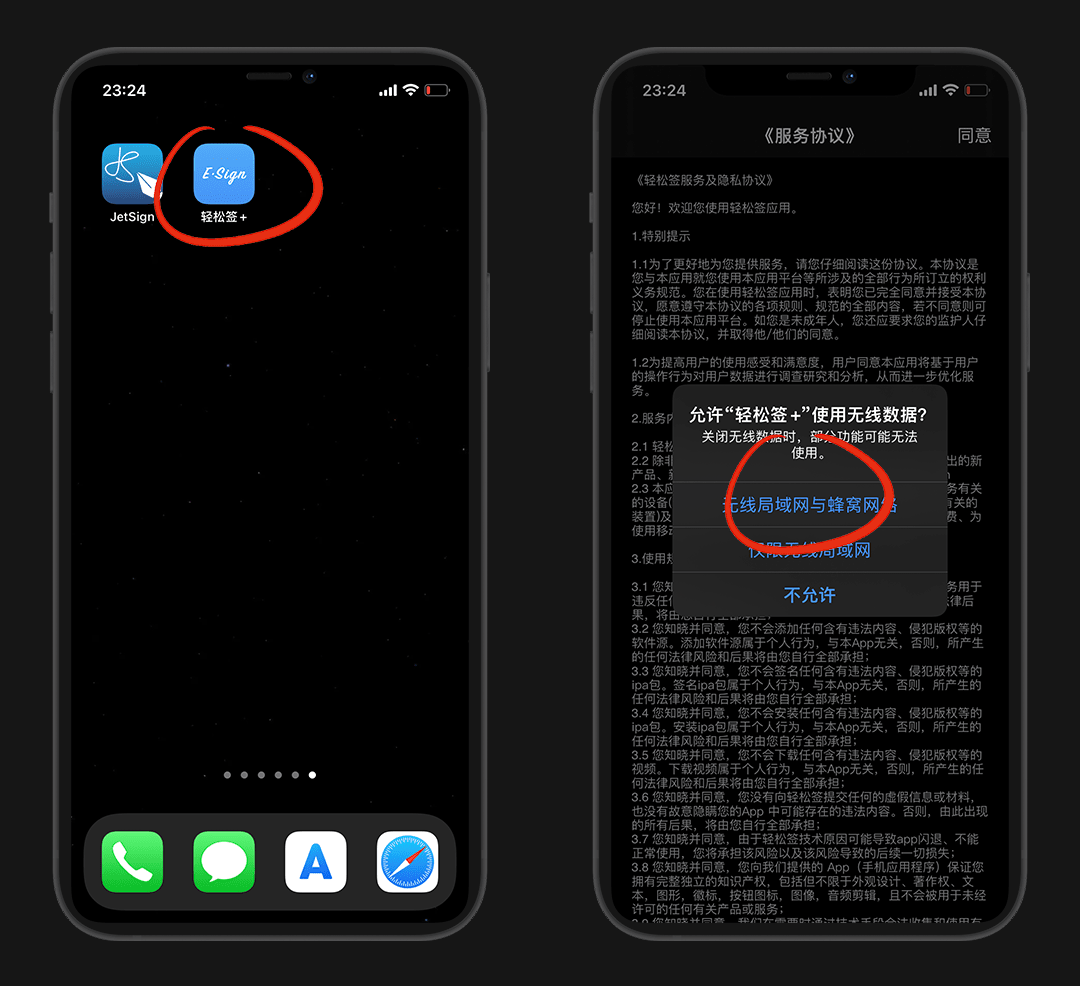 23:24
JetSign
E·Sign
轻松签+
23:24
《服务协议》
同意
《轻松签服务及隐私协议》
您好！欢迎您使用轻松签应用。
1.特别提示
1.1为了更好地为您提供服务，请您仔细阅读这份协议。本协议是
您与本应用就您使用本应用平台等所涉及的全部行为所订立的权利
义务规范。您在使用轻松签应用时，表明您已完全同意并接受本协
议，愿意遵守本协议的各项规则、规范的全部内容，若不同意则可
停止使用本应用平台。如您是未成年人，您还应要求您的监护人仔
细阅读本协议，并取得他/他们的同意。
1.2为提高用户的使用感受和满意度，用户同意本应用将基于用户
的操作行为对用户数据进行调查研究和分析，从而进一步优化服
务。
2.服务内
允许“轻松签+”使用无线数据？
关闭无线数据时，部分功能可能无法
使用。
无线局域网与蜂窝网络
仅限无线局域网
不允许
2.1 轻松
2.2 除非
出的新
产品、新
2.3 本应
务有关
的设备(
有关的
装置)及
费、为
使用移动
3.使用规
3.1 您知
务用于
违反任何
法律后
果，将由您自行全部承担；
3.2 您知晓并同意，您不会添加任何含有违法内容、侵犯版权等的
软件源。添加软件源属于个人行为，与本App无关，否则，所产生
的任何法律风险和后果将由您自行全部承担；
3.3 您知晓并同意，您不会签名任何含有违法内容、侵犯版权等的
ipa包。签名ipa包属于个人行为，与本App无关，否则，所产生的
任何法律风险和后果将由您自行全部承担；
3.4 您知晓并同意，您不会安装任何含有违法内容、侵犯版权等的
ipa包。安装ipa包属于个人行为，与本App无关，否则，所产生的
任何法律风险和后果将由您自行全部承担；
3.5 您知晓并同意，您不会下载任何含有违法内容、侵犯版权等的
视频。下载视频属于个人行为，与本App无关，否则，所产生的任
何法律风险和后果将由您自行全部承担；
3.6 您知晓并同意，您没有向轻松签提交任何的虚假信息或材料，
也没有故意隐瞒您的App 中可能存在的违法内容。否则，由此出现
的所有后果，将由您自行全部承担；
3.7 您知晓并同意，由于轻松签技术原因可能导致app闪退、不能
正常使用，您将承担该风险以及该风险导致的后续一切损失；
3.8 您知晓并同意，您向我们提供的 App（手机应用程序）保证您
拥有完整独立的知识产权，包括但不限于外观设计、著作权、文
本，图形，徽标，按钮图标，图像，音频剪辑，且不会被用于未经
许可的任何有关产品或服务；
3.9 您知晓并同意，我们在需要时通过技术手段合法收集和使用有